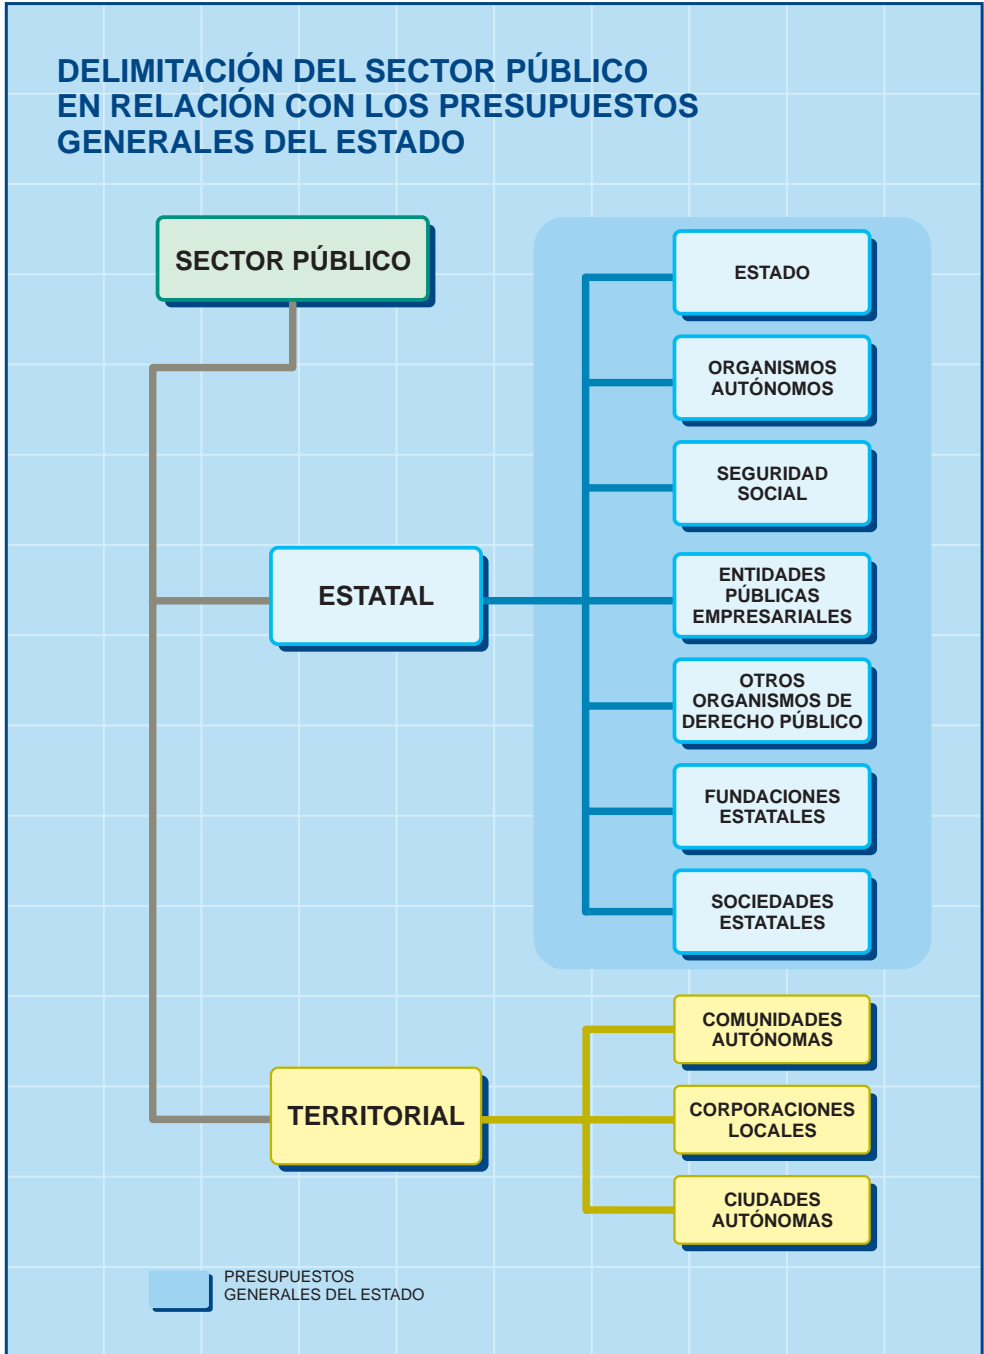 DELIMITACIÓN DEL SECTOR PÚBLICO
EN RELACIÓN CON LOS PRESUPUESTOS
GENERALES DEL ESTADO
SECTOR PÚBLICO
ESTADO
ORGANISMOS
AUTÓNOMOS
SEGURIDAD
SOCIAL
ESTATAL
ENTIDADES
PÚBLICAS
EMPRESARIALES
OTROS
ORGANISMOS DE
DERECHO PÚBLICO
FUNDACIONES
ESTATALES
SOCIEDADES
ESTATALES
TERRITORIAL
COMUNIDADES
AUTÓNOMAS
CORPORACIONES
LOCALES
CIUDADES
AUTÓNOMAS
PRESUPUESTOS
GENERALES DEL ESTADO